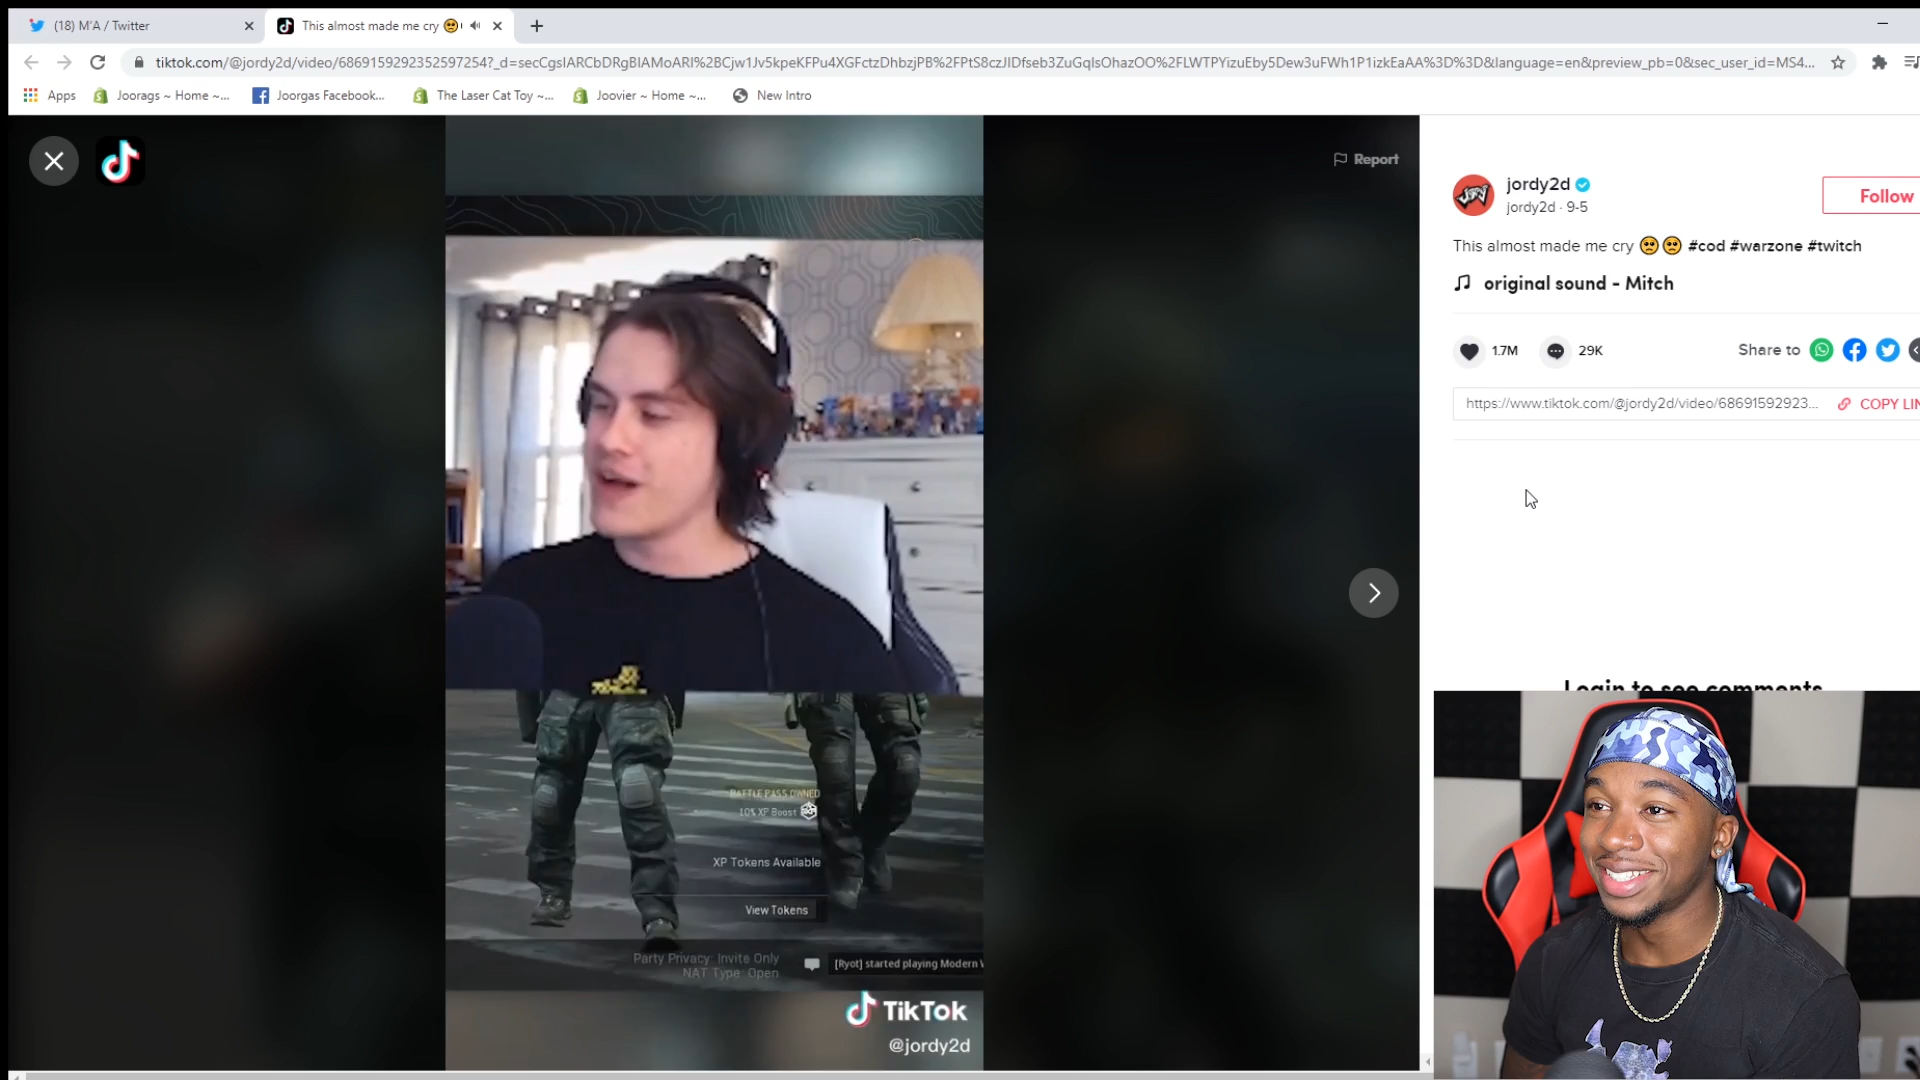 (18) M'A / Twitter
This almost made me cry 🥺
tiktok.com/@jordy2d/video/6869159292352597254?_d=secCgsIARCbDRgBIAMoARI%2BCjw1Jv5kpeKFPu4XGFctzDhbzjPB%2FPtS8czJIDfseb3ZuGqIsOhazOO%2FLWTPYizuEby5Dew3uFWh1P1izkEaAA%3D%3D&language=en&preview_pb=0&sec_user_id=MS4...
Apps
Joorags ~ Home ~...
Joorgas Facebook...
The Laser Cat Toy ~...
Joovier ~ Home ~...
New Intro
Report
jordy2d
jordy2d · 9-5
Follow
This almost made me cry 🥺🥺 #cod #warzone #twitch
original sound - Mitch
1.7M
29K
Share to
https://www.tiktok.com/@jordy2d/video/68691592923...
COPY LIN
Login to see comments
BATTLE PASS OWNED
10% XP Boost
XP Tokens Available
View Tokens
Party Privacy: Invite Only
NAT Type: Open
[Ryot] started playing Modern W
TikTok
@jordy2d